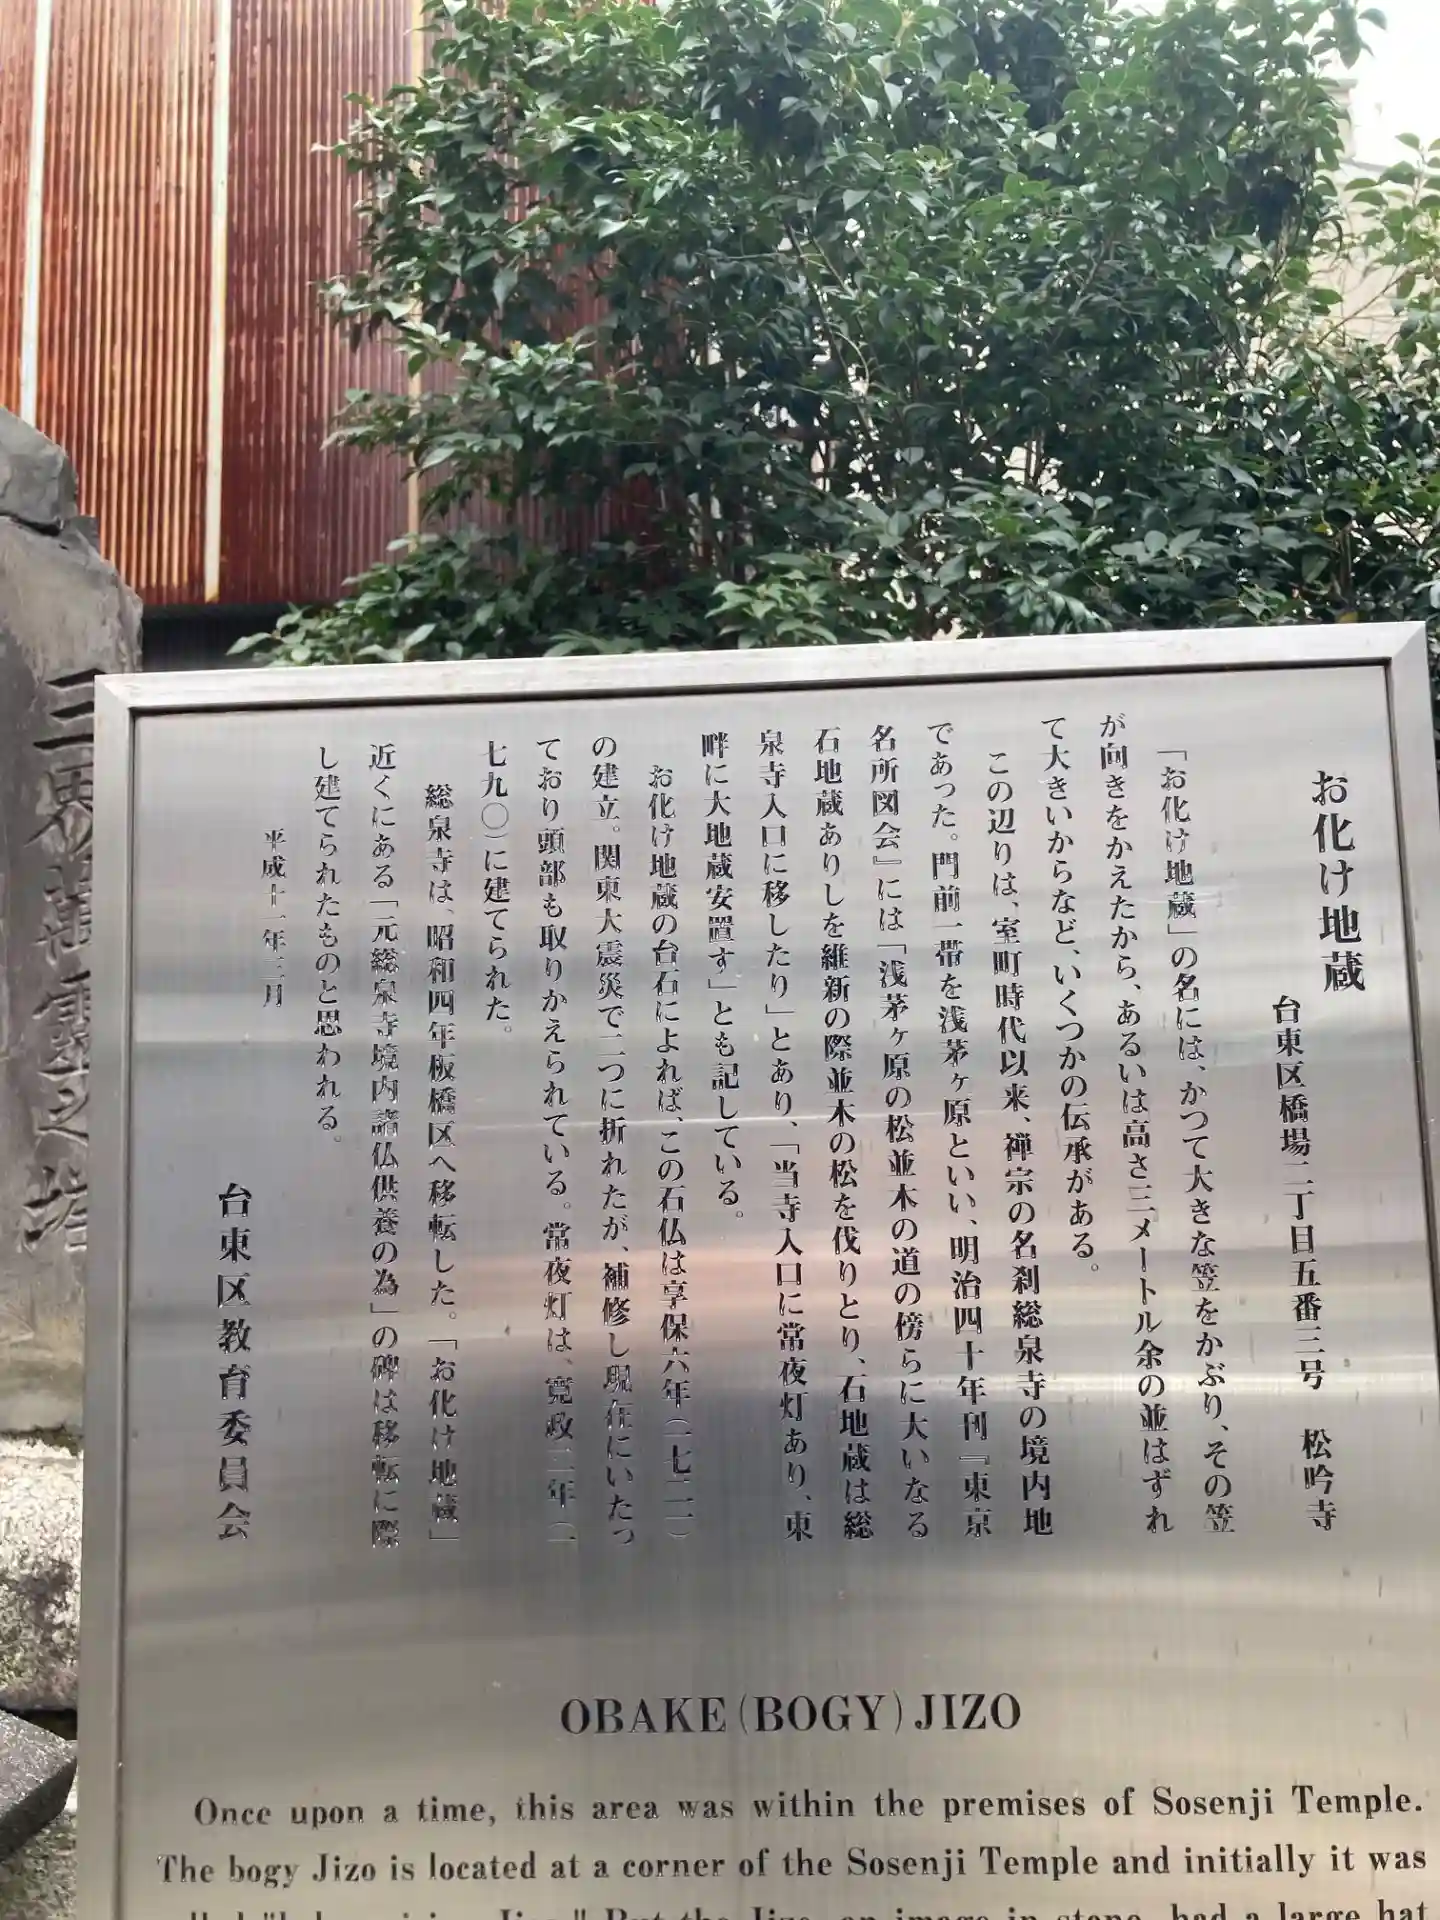 お化け地蔵
台東区橋場二丁目五番三号　松吟寺
「お化け地蔵」の名には、かつて大きな笠をかぶり、その笠
が向きをかえたから、あるいは高さ三メートル余の並はずれ
て大きいからなど、いくつかの伝承がある。
この辺りは、室町時代以来、禅宗の名刹総泉寺の境内地
であった。門前一帯を浅茅ヶ原といい、明治四十年刊『東京
名所図会』には「浅茅ヶ原の松並木の道の傍らに大いなる
石地蔵ありしを維新の際並木の松を伐りとり、石地蔵は総
泉寺入口に移したり」とあり、「当寺入口に常夜灯あり、東
畔に大地蔵安置す」とも記している。
お化け地蔵の台石によれば、この石仏は享保六年（一七二一）
の建立。関東大震災で二つに折れたが、補修し現在にいたっ
ており頭部も取りかえられている。常夜灯は、寛政二年（一
七九〇）に建てられた。
総泉寺は、昭和四年板橋区へ移転した。「お化け地蔵」
近くにある「元総泉寺境内諸仏供養の為」の碑は移転に際
し建てられたものと思われる。
平成十一年三月
台東区教育委員会
OBAKE(BOGY)JIZO
Once upon a time, this area was within the premises of Sosenji Temple.
The bogy Jizo is located at a corner of the Sosenji Temple and initially it was
Jizo." But the Jizo, an image in stone, had a large hat
三界萬霊之塔